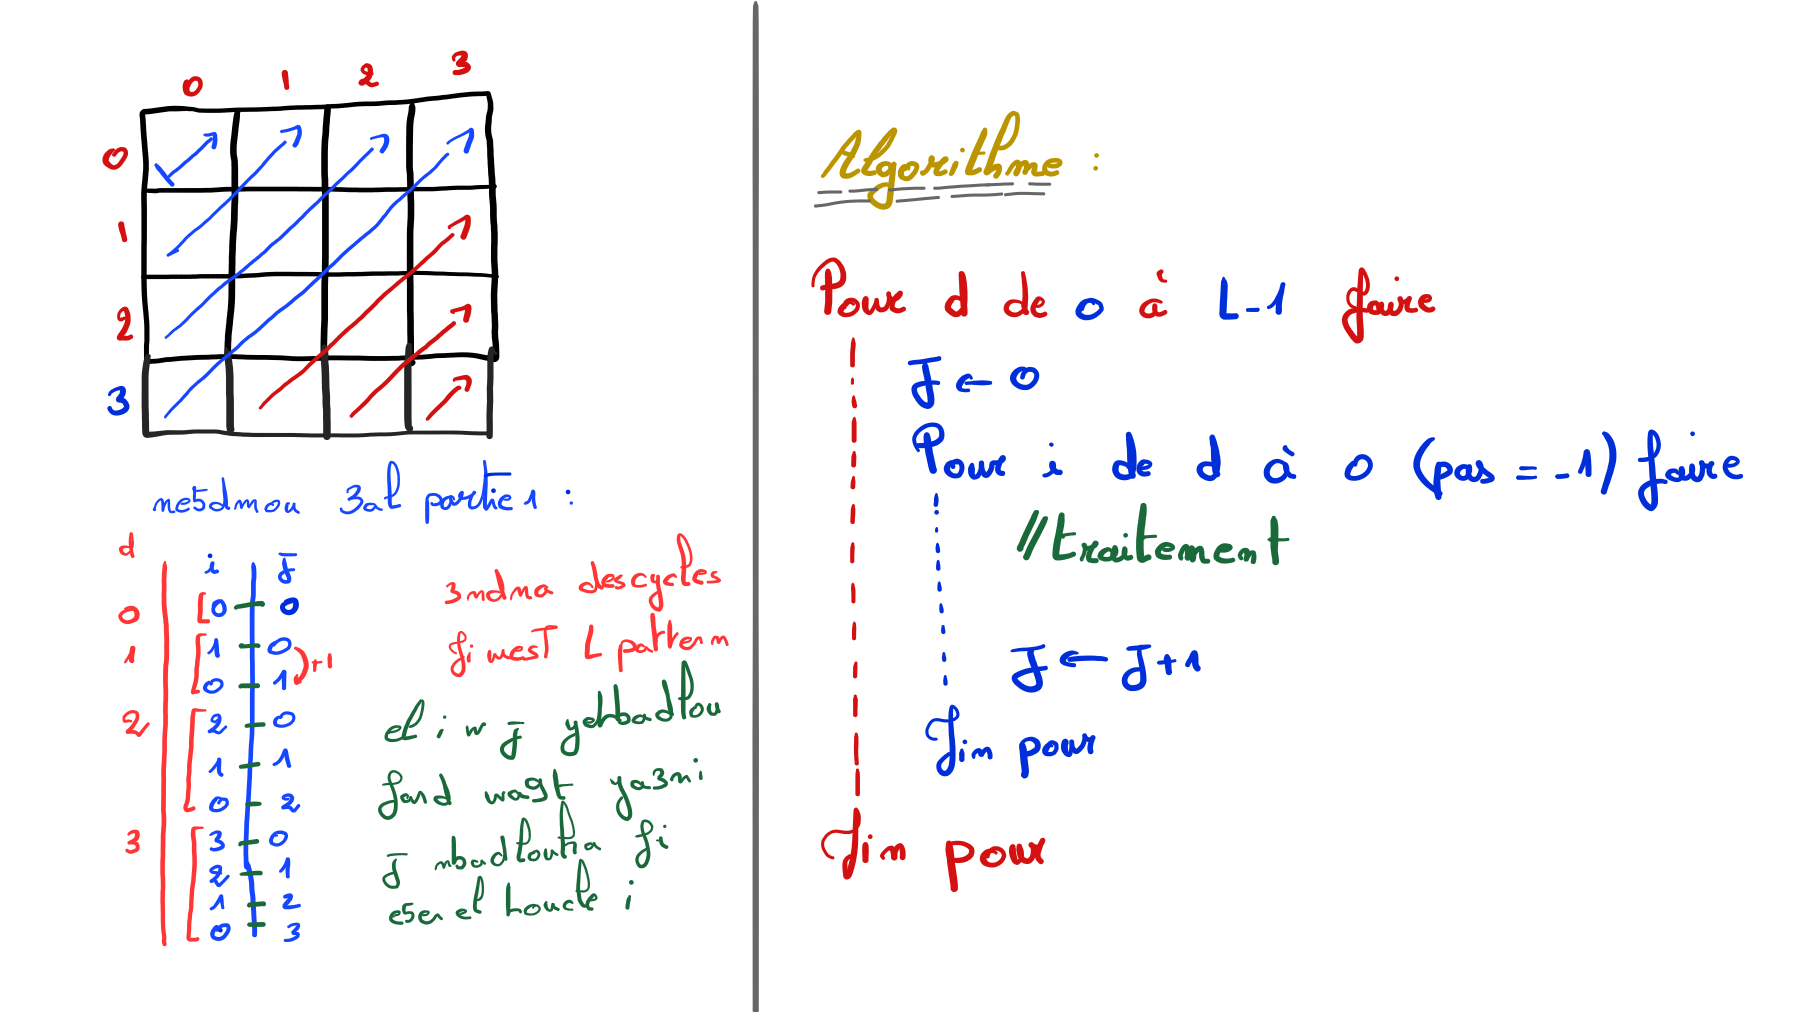 0 1 2 3
0
1
2
3
ne5dmou 3al partie 1 :
d i J
0 0 0
1 1 0
0 1 +1
2 2 0
1 1
0 2
3 3 0
2 1
1 2
0 3
3ndna des cycles
fi west L pattern
el i w J yetbadlou
fard wa9t ya3ni
J nbadlouha fi
e5er el boucle i
Algorithme :
Pour d de 0 à L-1 faire
J ← 0
Pour i de d à 0 (pas = -1) faire
//traitement
J ← J+1
Fin pour
Fin pour